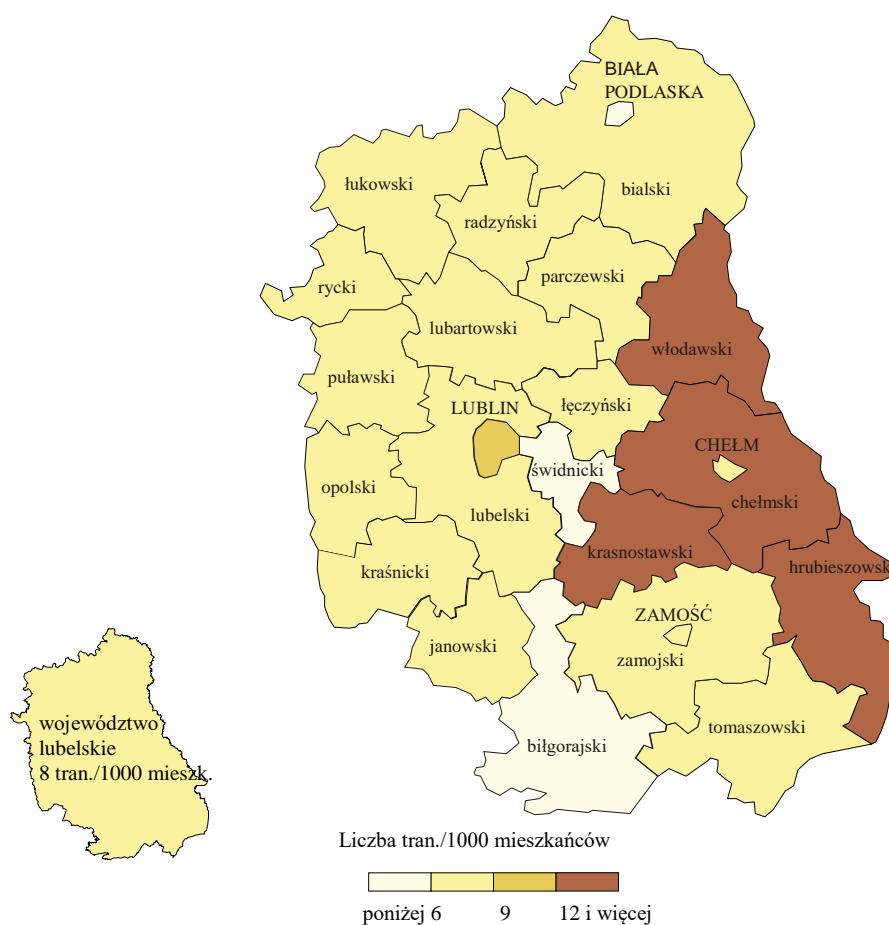 BIAŁA
PODLASKA
łukowski
bialski
radzyński
parczewski
rycki
lubartowski
włodawski
puławski
LUBLIN
łęczyński
CHEŁM
świdnicki
opolski
chełmski
lubelski
krasnostawski
hrubieszowsk
kraśnicki
ZAMOŚĆ
janowski
zamojski
tomaszowski
biłgorajski
województwo
lubelskie
8 tran./1000 mieszk.
Liczba tran./1000 mieszkańców
poniżej 6 9 12 i więcej